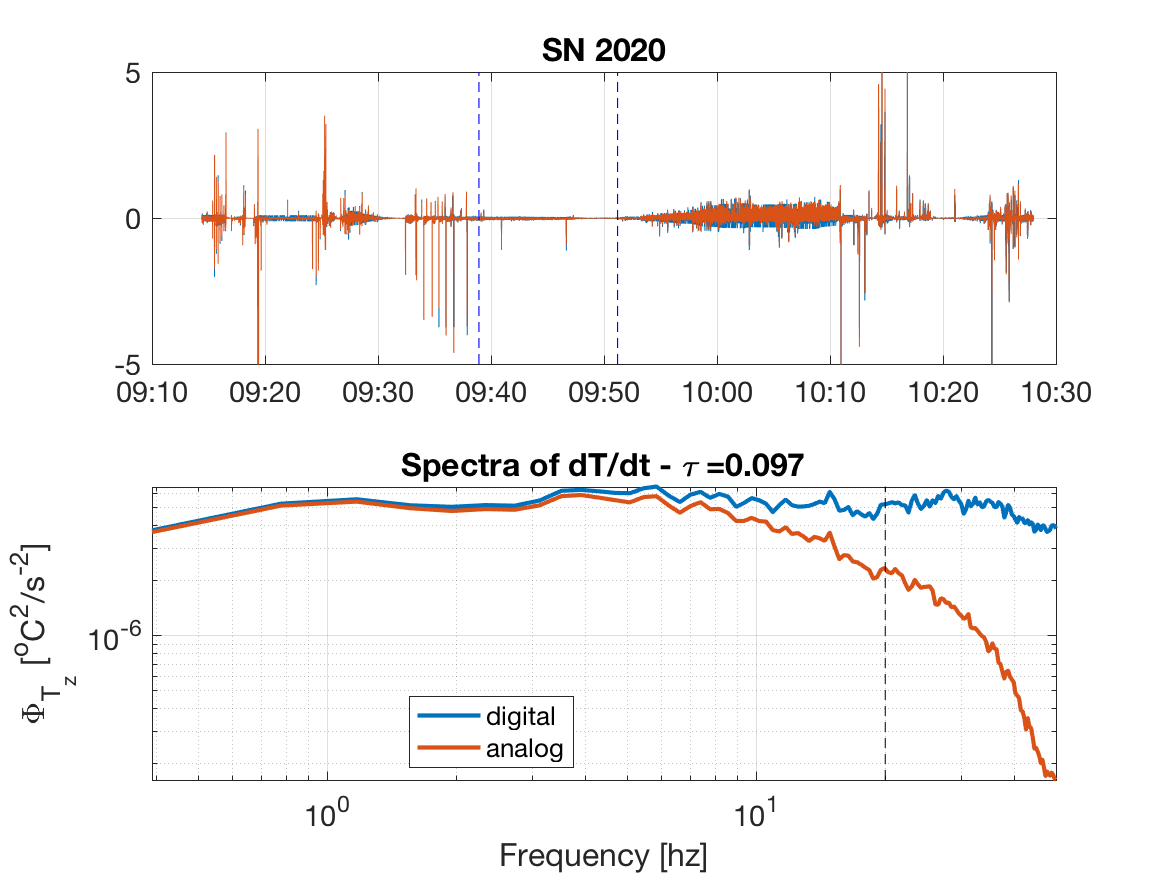 SN 2020
5
0
-5
09:10 09:20 09:30 09:40 09:50 10:00 10:10 10:20 10:30
Spectra of dT/dt - τ =0.097
Φ_{T_z} [°C²/s⁻²]
10⁻⁶
digital
analog
10⁰ 10¹
Frequency [hz]